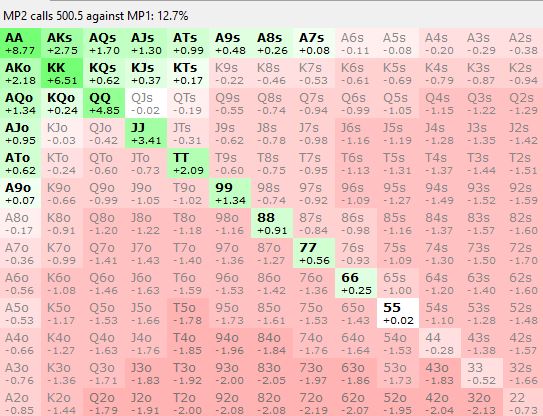 MP2 calls 500.5 against MP1: 12.7%
AA AKs AQs AJs ATs A9s A8s A7s A6s A5s A4s A3s A2s
+8.77 +2.75 +1.70 +1.30 +0.99 +0.48 +0.26 +0.08 -0.11 -0.08 -0.20 -0.29 -0.38
AKo KK KQs KJs KTs K9s K8s K7s K6s K5s K4s K3s K2s
+2.18 +6.51 +0.62 +0.37 +0.17 -0.22 -0.46 -0.53 -0.61 -0.69 -0.79 -0.87 -0.94
AQo KQo QQ QJs QTs Q9s Q8s Q7s Q6s Q5s Q4s Q3s Q2s
+1.34 +0.24 +4.85 -0.02 -0.19 -0.55 -0.74 -0.94 -0.99 -1.05 -1.15 -1.22 -1.29
AJo KJo QJo JJ JTs J9s J8s J7s J6s J5s J4s J3s J2s
+0.95 -0.03 -0.42 +3.41 -0.31 -0.62 -0.78 -0.98 -1.16 -1.19 -1.28 -1.35 -1.42
ATo KTo QTo JTo TT T9s T8s T7s T6s T5s T4s T3s T2s
+0.62 -0.24 -0.60 -0.73 +2.09 -0.60 -0.75 -0.95 -1.13 -1.31 -1.37 -1.44 -1.51
A9o K9o Q9o J9o T9o 99 98s 97s 96s 95s 94s 93s 92s
+0.07 -0.66 -0.99 -1.05 -1.02 +1.34 -0.74 -0.92 -1.09 -1.27 -1.49 -1.52 -1.59
A8o K8o Q8o J8o T8o 98o 88 87s 86s 85s 84s 83s 82s
-0.17 -0.91 -1.20 -1.22 -1.18 -1.16 +0.91 -0.84 -0.98 -1.16 -1.37 -1.57 -1.60
A7o K7o Q7o J7o T7o 97o 87o 77 76s 75s 74s 73s 72s
-0.36 -0.99 -1.41 -1.43 -1.40 -1.36 -1.27 +0.56 -0.93 -1.09 -1.30 -1.50 -1.70
A6o K6o Q6o J6o T6o 96o 86o 76o 66 65s 64s 63s 62s
-0.56 -1.08 -1.46 -1.63 -1.59 -1.53 -1.42 -1.36 +0.25 -1.00 -1.20 -1.40 -1.60
A5o K5o Q5o J5o T5o 95o 85o 75o 65o 55 54s 53s 52s
-0.53 -1.17 -1.53 -1.66 -1.78 -1.73 -1.61 -1.53 -1.43 +0.02 -1.10 -1.28 -1.48
A4o K4o Q4o J4o T4o 94o 84o 74o 64o 54o 44 43s 42s
-0.66 -1.27 -1.63 -1.76 -1.85 -1.96 -1.84 -1.76 -1.64 -1.53 -0.28 -1.38 -1.57
A3o K3o Q3o J3o T3o 93o 83o 73o 63o 53o 43o 33 32s
-0.76 -1.36 -1.71 -1.83 -1.92 -2.00 -2.05 -1.97 -1.86 -1.73 -1.83 -0.52 -1.66
A2o K2o Q2o J2o T2o 92o 82o 72o 62o 52o 42o 32o 22
-0.85 -1.44 -1.79 -1.91 -2.00 -2.08 -2.08 -2.19 -2.07 -1.95 -2.04 -2.13 -0.73